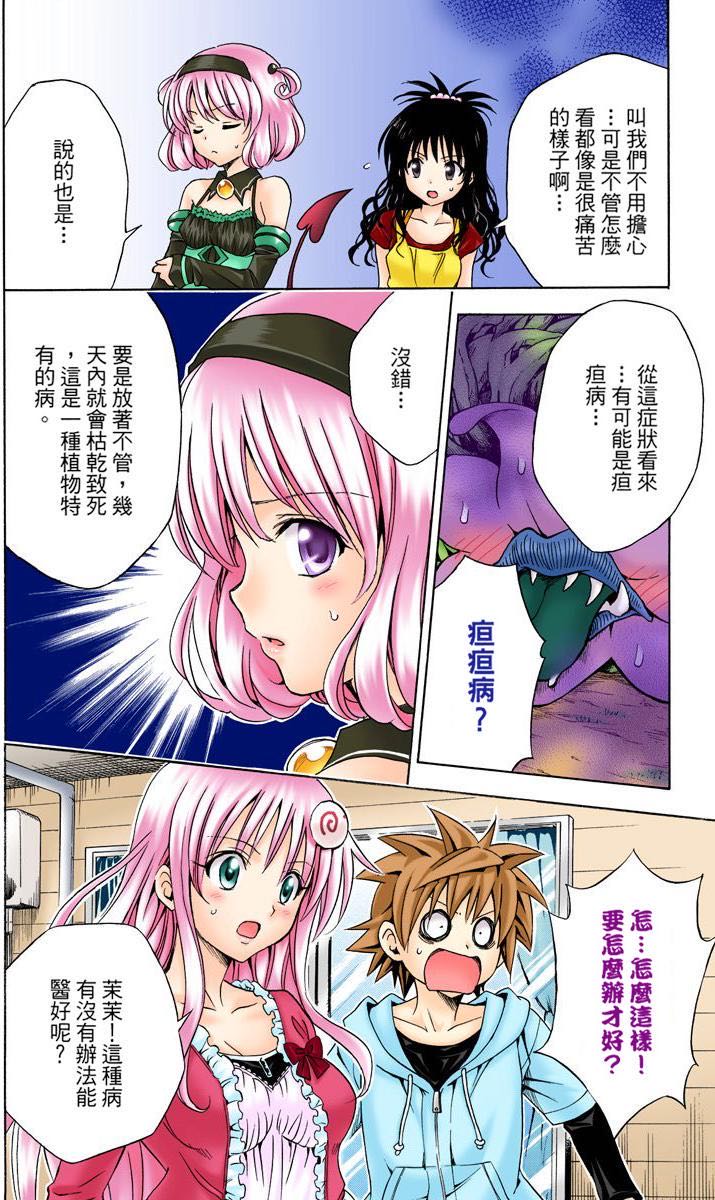 叫我們不用擔心
…可是不管怎麼
看都像是很痛苦
的樣子啊…
說的也是…
從這症狀看來
…有可能是疸
疸病…
疸疸病？
沒錯…
要是放著不管，幾
天內就會枯乾致死
，這是一種植物特
有的病。
怎…怎麼這樣！
要怎麼辦才好？
茉茉！這種病
有沒有辦法能
醫好呢？